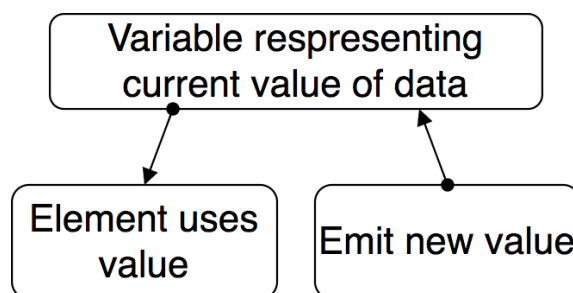 Variable respresenting
current value of data
Element uses
value
Emit new value